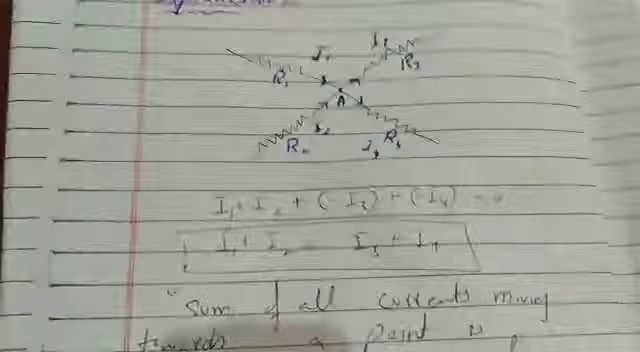 I₁
R₁
R₃
A
I₂
R₂
R₄
I₄
I₁ + I₂ + (-I₃) + (-I₄) = 0
I₁ + I₂ = I₃ + I₄
"Sum of all currents moving
towards a point is